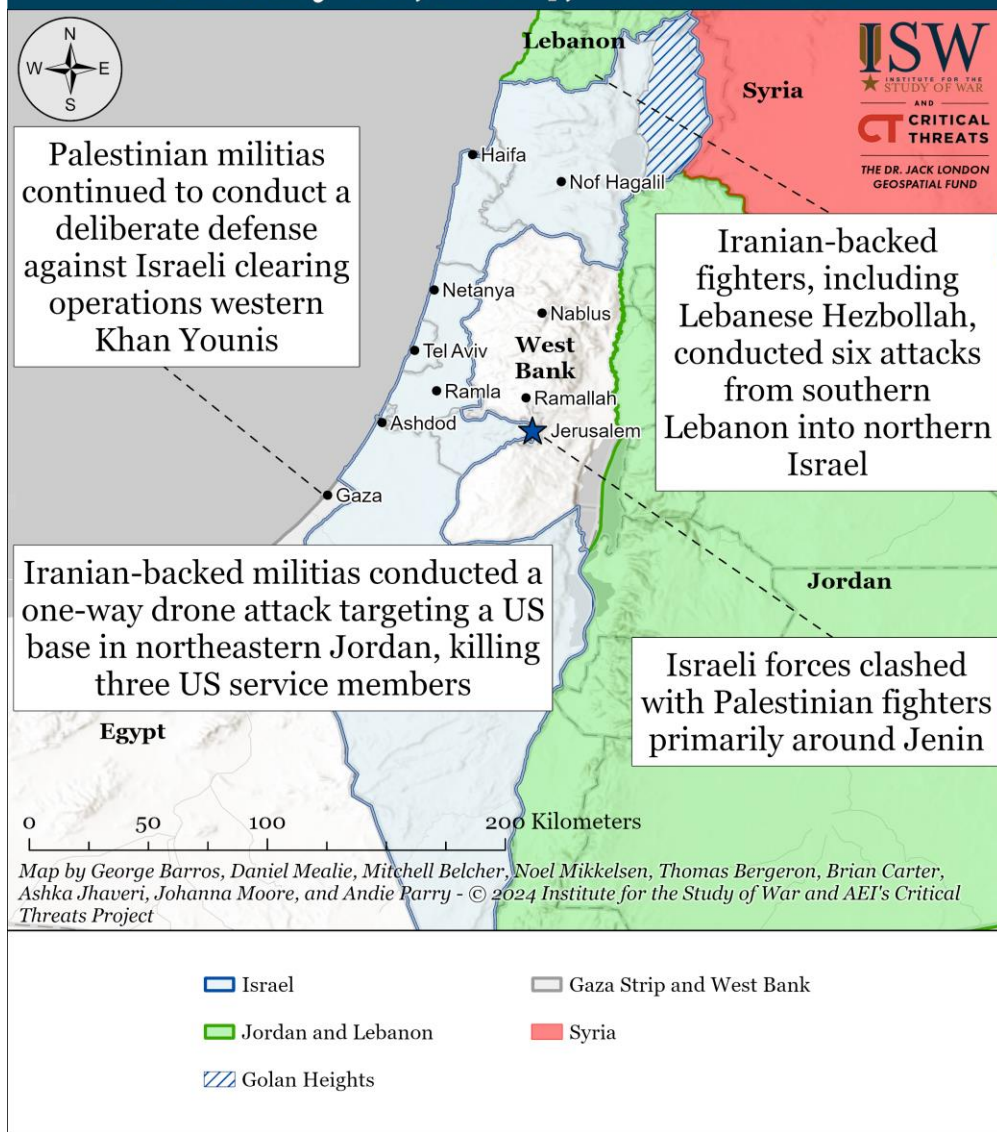 N
W
E
S
Lebanon
Syria
ISW
INSTITUTE FOR THE
STUDY OF WAR
AND
CT CRITICAL
THREATS
THE DR. JACK LONDON
GEOSPATIAL FUND
Palestinian militias
continued to conduct a
deliberate defense
against Israeli clearing
operations western
Khan Younis
Haifa
Nof Hagalil
Iranian-backed
fighters, including
Lebanese Hezbollah,
conducted six attacks
from southern
Lebanon into northern
Israel
Netanya
Nablus
Tel Aviv
West
Bank
Ramla
Ramallah
Ashdod
Jerusalem
Gaza
Iranian-backed militias conducted a
one-way drone attack targeting a US
base in northeastern Jordan, killing
three US service members
Jordan
Israeli forces clashed
with Palestinian fighters
primarily around Jenin
Egypt
0 50 100 200 Kilometers
Map by George Barros, Daniel Mealie, Mitchell Belcher, Noel Mikkelsen, Thomas Bergeron, Brian Carter,
Ashka Jhaveri, Johanna Moore, and Andie Parry - © 2024 Institute for the Study of War and AEI's Critical
Threats Project
Israel
Gaza Strip and West Bank
Jordan and Lebanon
Syria
Golan Heights